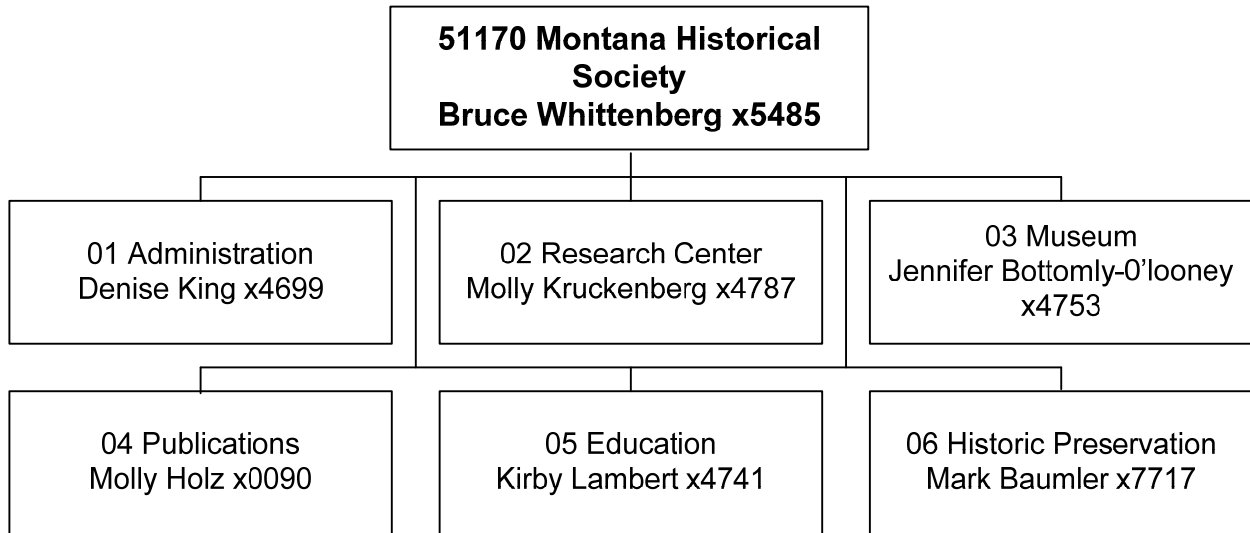 51170 Montana Historical
Society
Bruce Whittenberg x5485
01 Administration
Denise King x4699
02 Research Center
Molly Kruckenberg x4787
03 Museum
Jennifer Bottomly-0’looney
x4753
04 Publications
Molly Holz x0090
05 Education
Kirby Lambert x4741
06 Historic Preservation
Mark Baumler x7717